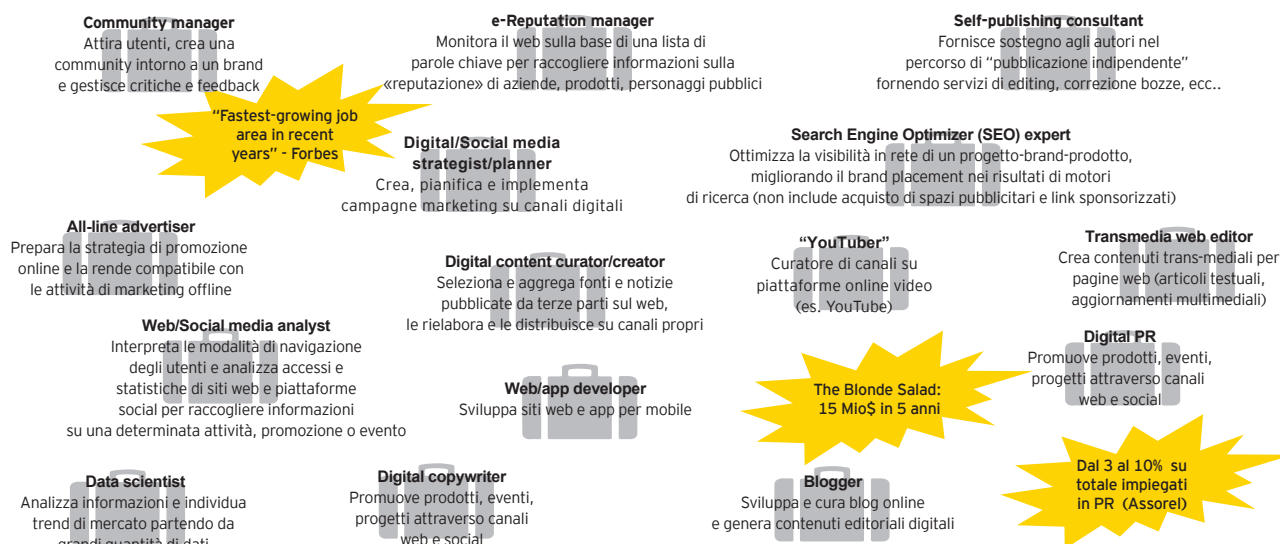 Community manager
Attira utenti, crea una
community intorno a un brand
e gestisce critiche e feedback
e-Reputation manager
Monitora il web sulla base di una lista di
parole chiave per raccogliere informazioni sulla
«reputazione» di aziende, prodotti, personaggi pubblici
Self-publishing consultant
Fornisce sostegno agli autori nel
percorso di “pubblicazione indipendente”
fornendo servizi di editing, correzione bozze, ecc..
“Fastest-growing job
area in recent
years” - Forbes
Digital/Social media
strategist/planner
Crea, pianifica e implementa
campagne marketing su canali digitali
Search Engine Optimizer (SEO) expert
Ottimizza la visibilità in rete di un progetto-brand-prodotto,
migliorando il brand placement nei risultati di motori
di ricerca (non include acquisto di spazi pubblicitari e link sponsorizzati)
All-line advertiser
Prepara la strategia di promozione
online e la rende compatibile con
le attività di marketing offline
Digital content curator/creator
Seleziona e aggrega fonti e notizie
pubblicate da terze parti sul web,
le rielabora e le distribuisce su canali propri
“YouTuber”
Curatore di canali su
piattaforme online video
(es. YouTube)
Transmedia web editor
Crea contenuti trans-mediali per
pagine web (articoli testuali,
aggiornamenti multimediali)
Web/Social media analyst
Interpreta le modalità di navigazione
degli utenti e analizza accessi e
statistiche di siti web e piattaforme
social per raccogliere informazioni
su una determinata attività, promozione o evento
Web/app developer
Sviluppa siti web e app per mobile
The Blonde Salad:
15 Mio$ in 5 anni
Digital PR
Promuove prodotti, eventi,
progetti attraverso canali
web e social
Data scientist
Analizza informazioni e individua
trend di mercato partendo da
grandi quantità di dati
Digital copywriter
Promuove prodotti, eventi,
progetti attraverso canali
web e social
Blogger
Sviluppa e cura blog online
e genera contenuti editoriali digitali
Dal 3 al 10% su
totale impiegati
in PR (Assorel)